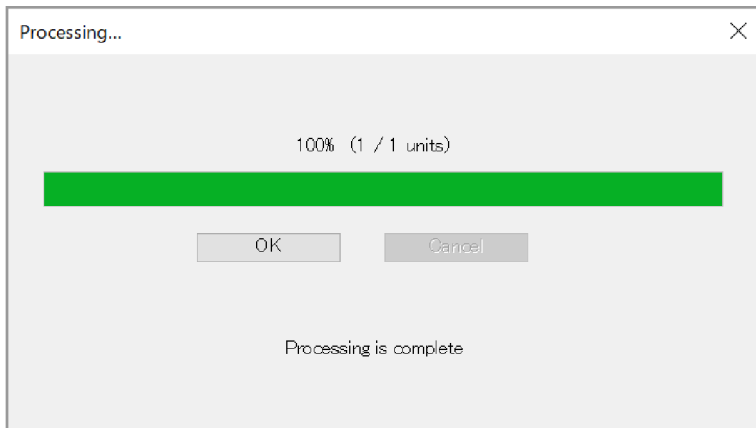 Processing...
100% (1 / 1 units)
OK
Cancel
Processing is complete